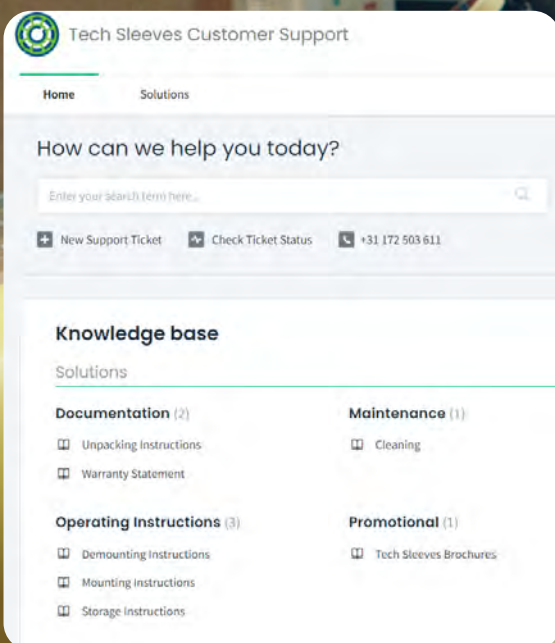 Tech Sleeves Customer Support
Home Solutions
How can we help you today?
Enter your search term here...
New Support Ticket Check Ticket Status +31 172 503 611
Knowledge base
Solutions
Documentation (2) Maintenance (1)
Unpacking Instructions Cleaning
Warranty Statement
Operating Instructions (3) Promotional (1)
Demounting Instructions Tech Sleeves Brochures
Mounting Instructions
Storage Instructions